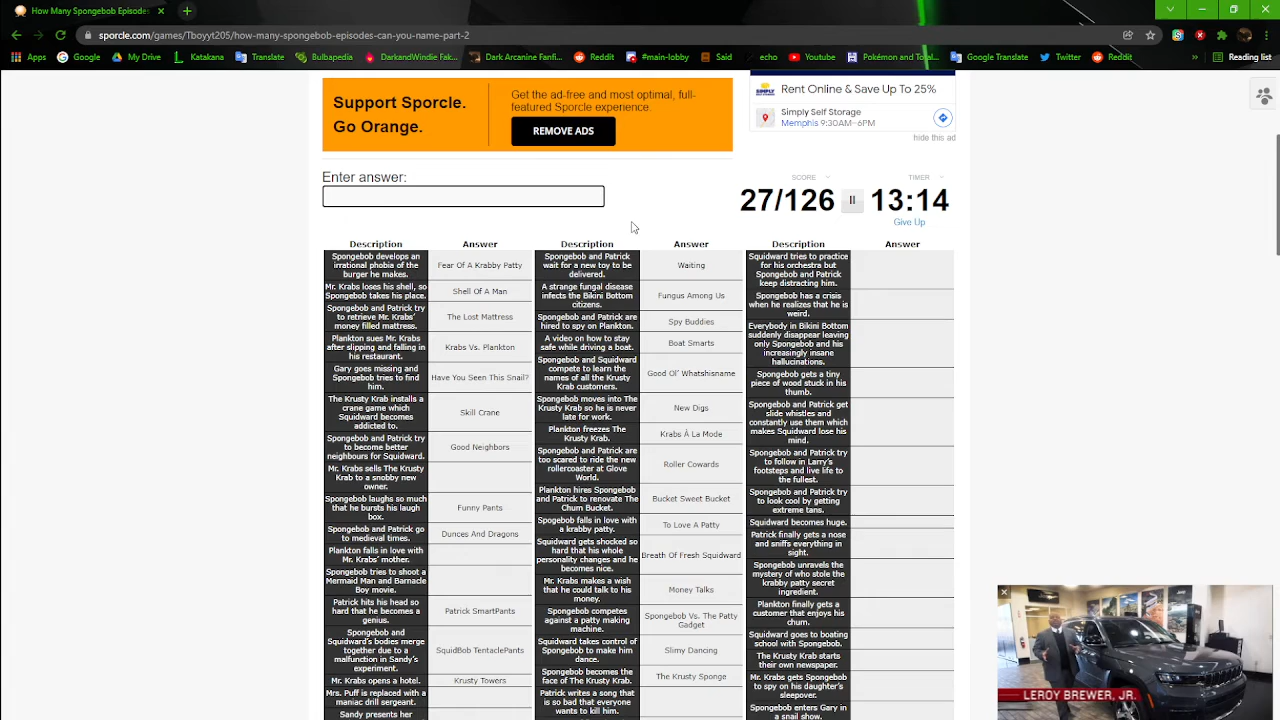 How Many Spongebob Episodes
sporcle.com/games/Tboyyt205/how-many-spongebob-episodes-can-you-name-part-2
Apps
Google
My Drive
Katakana
Translate
Bulbapedia
DarkandWindie Fak...
Dark Arcanine Fanfi...
Reddit
#main-lobby
Said
echo
Youtube
Pokémon and Total...
Google Translate
Twitter
Reddit
»
Reading list
Support Sporcle.
Go Orange.
Get the ad-free and most optimal, full-
featured Sporcle experience.
REMOVE ADS
Rent Online & Save Up To 25%
Simply Self Storage
Memphis 9:30AM–6PM
hide this ad
Enter answer:
SCORE
TIMER
27/126
13:14
Give Up
Description
Answer
Description
Answer
Description
Answer
Spongebob develops an
irrational phobia of the
burger he makes.
Fear Of A Krabby Patty
Mr. Krabs loses his shell, so
Spongebob takes his place.
Shell Of A Man
Spongebob and Patrick try
to retrieve Mr. Krabs'
money filled mattress.
The Lost Mattress
Plankton sues Mr. Krabs
after slipping and falling in
his restaurant.
Krabs Vs. Plankton
Gary goes missing and
Spongebob tries to find
him.
Have You Seen This Snail?
The Krusty Krab installs a
crane game which
Squidward becomes
addicted to.
Skill Crane
Spongebob and Patrick try
to become better
neighbours for Squidward.
Good Neighbors
Mr. Krabs sells The Krusty
Krab to a snobby new
owner.
Spongebob laughs so much
that he bursts his laugh
box.
Funny Pants
Spongebob and Patrick go
to medieval times.
Dunces And Dragons
Plankton falls in love with
Mr. Krabs' mother.
Spongebob tries to shoot a
Mermaid Man and Barnacle
Boy movie.
Patrick hits his head so
hard that he becomes a
genius.
Patrick SmartPants
Spongebob and
Squidward's bodies merge
together due to a
malfunction in Sandy's
experiment.
SquidBob TentaclePants
Mr. Krabs opens a hotel.
Krusty Towers
Mrs. Puff is replaced with a
maniac drill sergeant.
Sandy presents her
Spongebob and Patrick
wait for a new toy to be
delivered.
Waiting
A strange fungal disease
infects the Bikini Bottom
citizens.
Fungus Among Us
Spongebob and Patrick are
hired to spy on Plankton.
Spy Buddies
A video on how to stay
safe while driving a boat.
Boat Smarts
Spongebob and Squidward
compete to learn the
names of all the Krusty
Krab customers.
Good Ol' Whatshisname
Spongebob moves into The
Krusty Krab so he is never
late for work.
New Digs
Plankton freezes The
Krusty Krab.
Krabs À La Mode
Spongebob and Patrick are
too scared to ride the new
rollercoaster at Glove
World.
Roller Cowards
Plankton hires Spongebob
and Patrick to renovate The
Chum Bucket.
Bucket Sweet Bucket
Spogebob falls in love with
a krabby patty.
To Love A Patty
Squidward gets shocked so
hard that his whole
personality changes and he
becomes nice.
Breath Of Fresh Squidward
Mr. Krabs makes a wish
that he could talk to his
money.
Money Talks
Spongebob competes
against a patty making
machine.
Spongebob Vs. The Patty
Gadget
Squidward takes control of
Spongebob to make him
dance.
Slimy Dancing
Spongebob becomes the
face of The Krusty Krab.
The Krusty Sponge
Patrick writes a song that
is so bad that everyone
wants to kill him.
Squidward tries to practice
for his orchestra but
Spongebob and Patrick
keep distracting him.
Spongebob has a crisis
when he realizes that he is
weird.
Everybody in Bikini Bottom
suddenly disappear leaving
only Spongebob and his
increasingly insane
hallucinations.
Spongebob gets a tiny
piece of wood stuck in his
thumb.
Spongebob and Patrick get
slide whistles and
constantly use them which
makes Squidward lose his
mind.
Spongebob and Patrick try
to follow in Larry's
footsteps and live life to
the fullest.
Spongebob and Patrick try
to look cool by getting
extreme tans.
Squidward becomes huge.
Patrick finally gets a nose
and sniffs everything in
sight.
Spongebob unravels the
mystery of who stole the
krabby patty secret
ingredient.
Plankton finally gets a
customer that enjoys his
chum.
Squidward goes to boating
school with Spongebob.
The Krusty Krab starts
their own newspaper.
Mr. Krabs gets Spongebob
to spy on his daughter's
sleepover.
Spongebob enters Gary in
a snail show.
LEROY BREWER, JR.